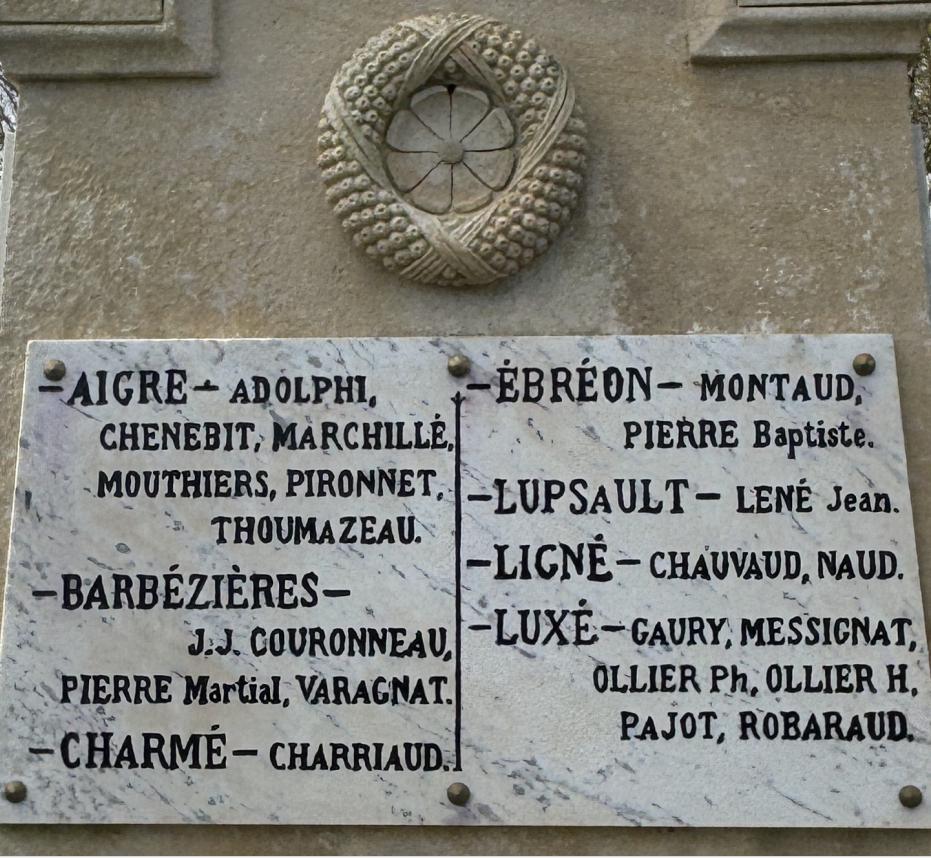 –AIGRE– ADOLPHI,
CHENEBIT, MARCHILLÉ,
MOUTHIERS, PIRONNET,
THOUMAZEAU.
–BARBÉZIÈRES–
J.J. COURONNEAU,
PIERRE Martial, VARAGNAT.
–CHARMÉ– CHARRIAUD.
–ÉBRÉON– MONTAUD,
PIERRE Baptiste.
–LUPSAULT– LENÉ Jean.
–LIGNÉ– CHAUVAUD, NAUD.
–LUXÉ– GAURY, MESSIGNAT,
OLLIER Ph, OLLIER H,
PAJOT, ROBARAUD.